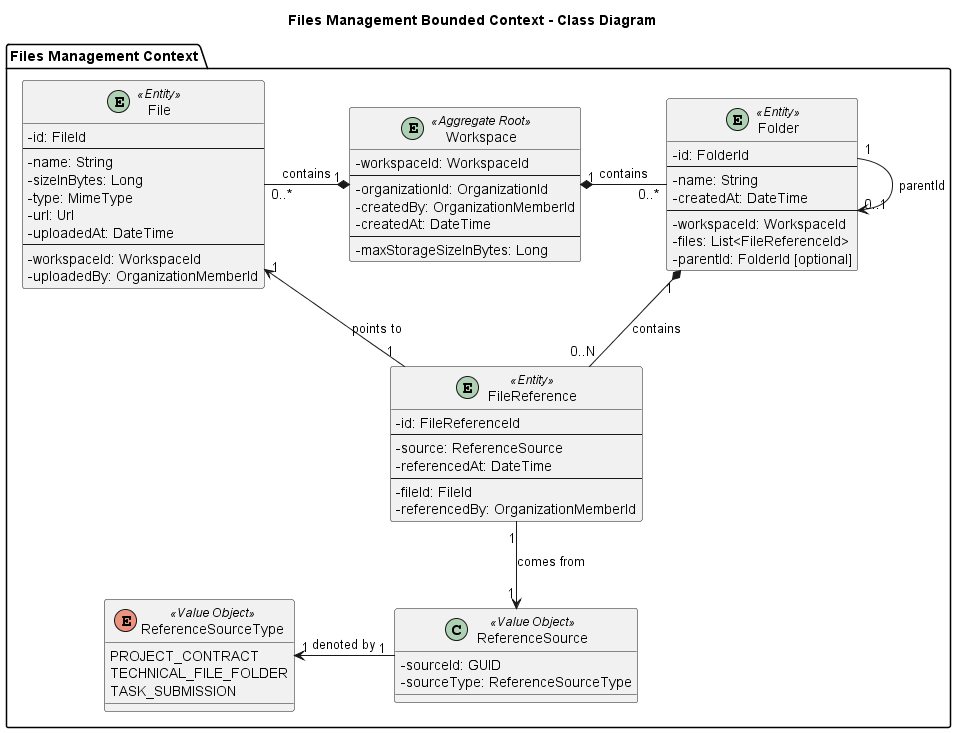 Files Management Bounded Context - Class Diagram
Files Management Context
E
«Entity»
File
-id: FileId
-name: String
-sizeInBytes: Long
-type: MimeType
-url: Url
-uploadedAt: DateTime
-workspaceId: WorkspaceId
-uploadedBy: OrganizationMemberId
contains
1
0..*
E
«Aggregate Root»
Workspace
-workspaceId: WorkspaceId
-organizationId: OrganizationId
-createdBy: OrganizationMemberId
-createdAt: DateTime
-maxStorageSizeInBytes: Long
1
contains
0..*
E
«Entity»
Folder
-id: FolderId
-name: String
-createdAt: DateTime
-workspaceId: WorkspaceId
-files: List<FileReferenceId>
-parentId: FolderId [optional]
1
parentId
0..1
1
points to
1
1
contains
0..N
E
«Entity»
FileReference
-id: FileReferenceId
-source: ReferenceSource
-referencedAt: DateTime
-fileId: FileId
-referencedBy: OrganizationMemberId
1
comes from
1
E
«Value Object»
ReferenceSourceType
PROJECT_CONTRACT
TECHNICAL_FILE_FOLDER
TASK_SUBMISSION
1 denoted by 1
C
«Value Object»
ReferenceSource
-sourceId: GUID
-sourceType: ReferenceSourceType